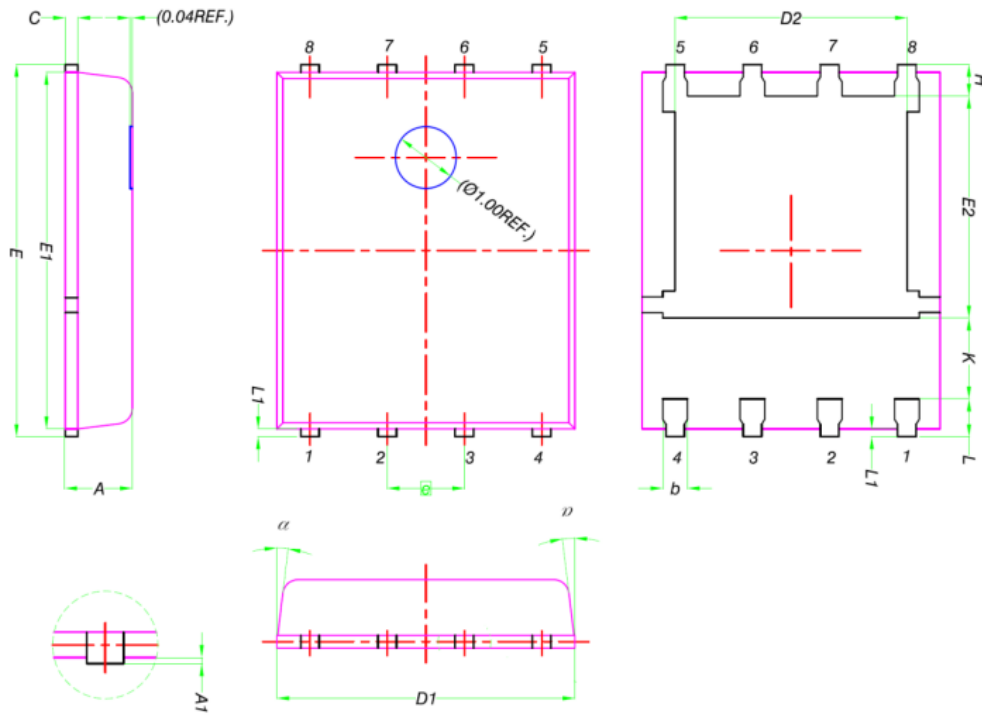 C
(0.04REF.)
E
E1
A
8 7 6 5
(Ø1.00REF.)
L1
1 2 3 4
e
D2
5 6 7 8
H
E2
K
L
L1
4 3 2 1
b
α
D1
A1